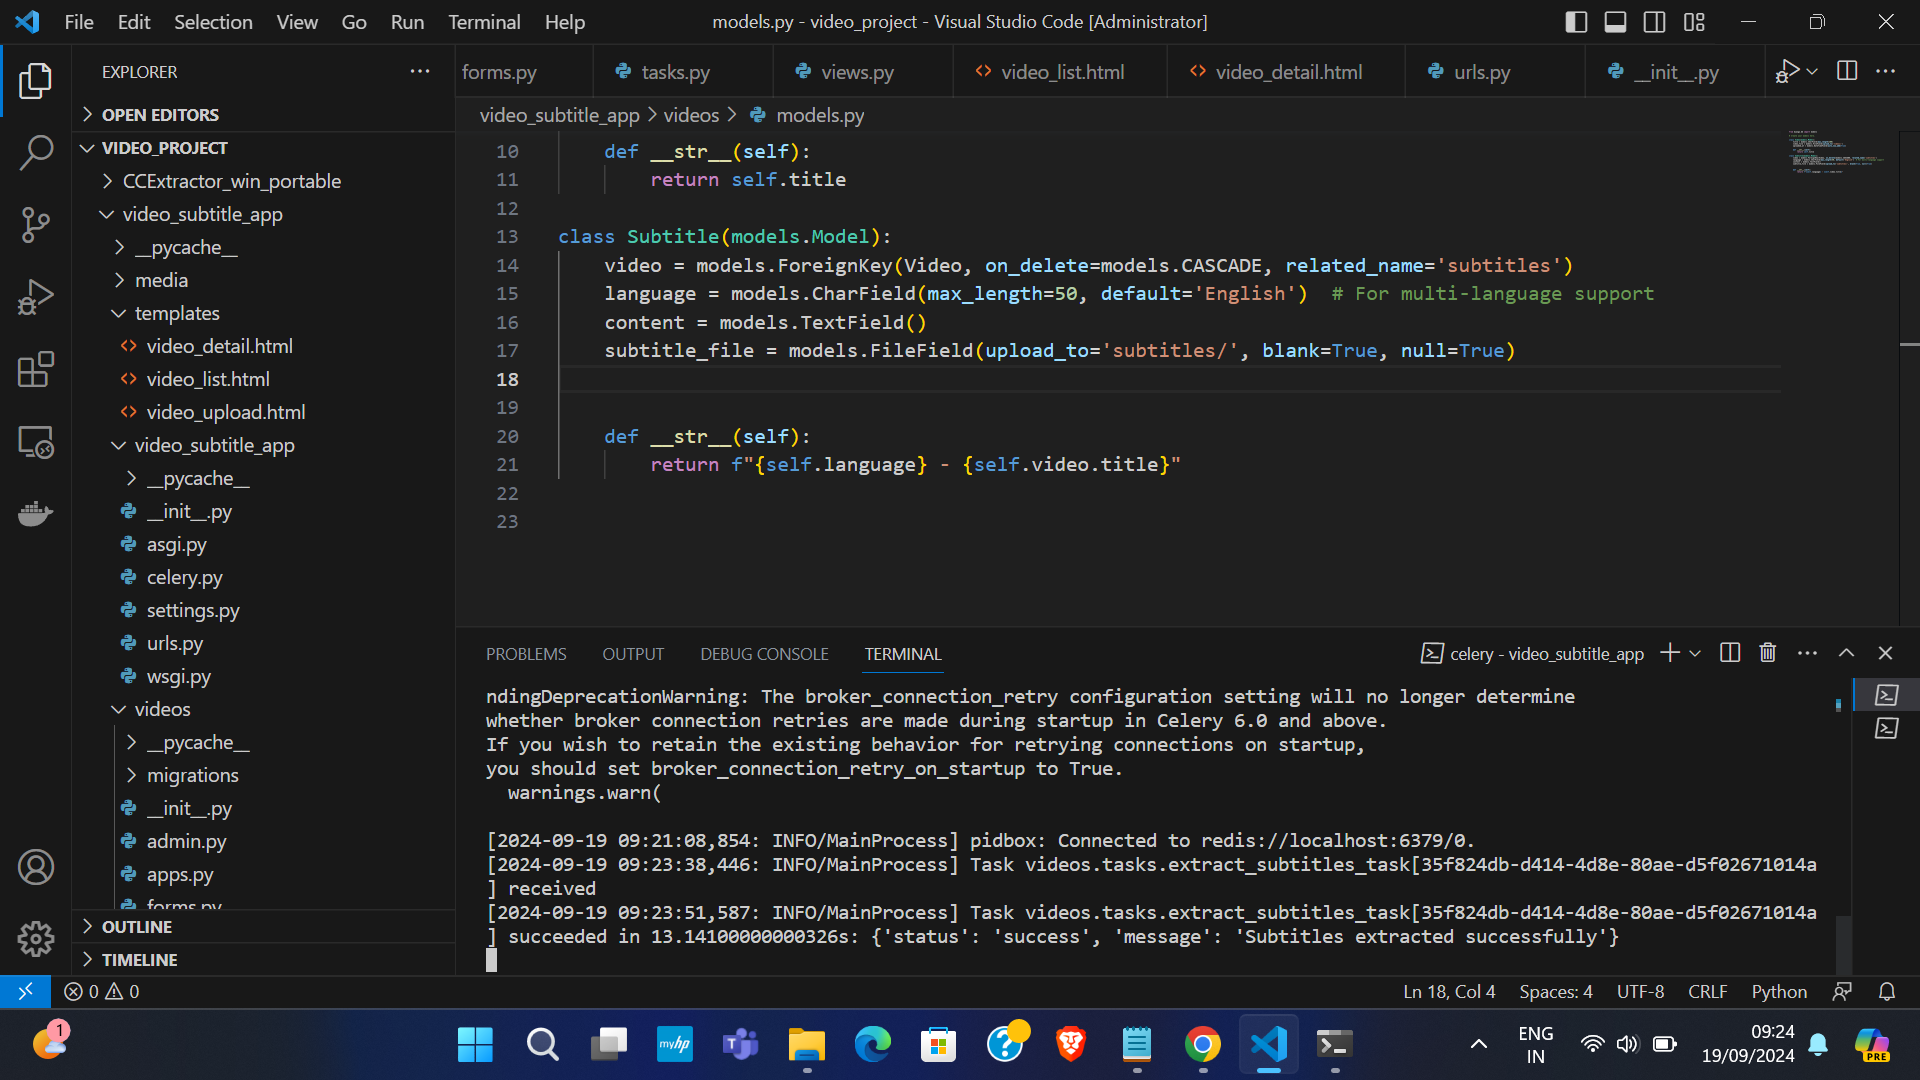 File Edit Selection View Go Run Terminal Help
models.py - video_project - Visual Studio Code [Administrator]
EXPLORER
OPEN EDITORS
VIDEO_PROJECT
CCExtractor_win_portable
video_subtitle_app
__pycache__
media
templates
video_detail.html
video_list.html
video_upload.html
video_subtitle_app
__pycache__
__init__.py
asgi.py
celery.py
settings.py
urls.py
wsgi.py
videos
__pycache__
migrations
__init__.py
admin.py
apps.py
forms.py
OUTLINE
TIMELINE
forms.py tasks.py views.py video_list.html video_detail.html urls.py __init__.py
video_subtitle_app > videos > models.py
10 def __str__(self):
11 return self.title
12
13 class Subtitle(models.Model):
14 video = models.ForeignKey(Video, on_delete=models.CASCADE, related_name='subtitles')
15 language = models.CharField(max_length=50, default='English') # For multi-language support
16 content = models.TextField()
17 subtitle_file = models.FileField(upload_to='subtitles/', blank=True, null=True)
18
19
20 def __str__(self):
21 return f"{self.language} - {self.video.title}"
22
23
PROBLEMS OUTPUT DEBUG CONSOLE TERMINAL
celery - video_subtitle_app
ndingDeprecationWarning: The broker_connection_retry configuration setting will no longer determine
whether broker connection retries are made during startup in Celery 6.0 and above.
If you wish to retain the existing behavior for retrying connections on startup,
you should set broker_connection_retry_on_startup to True.
warnings.warn(
[2024-09-19 09:21:08,854: INFO/MainProcess] pidbox: Connected to redis://localhost:6379/0.
[2024-09-19 09:23:38,446: INFO/MainProcess] Task videos.tasks.extract_subtitles_task[35f824db-d414-4d8e-80ae-d5f02671014a
] received
[2024-09-19 09:23:51,587: INFO/MainProcess] Task videos.tasks.extract_subtitles_task[35f824db-d414-4d8e-80ae-d5f02671014a
] succeeded in 13.14100000000326s: {'status': 'success', 'message': 'Subtitles extracted successfully'}
0 0
Ln 18, Col 4 Spaces: 4 UTF-8 CRLF Python
1
myhp
ENG
IN
09:24
19/09/2024
PRE